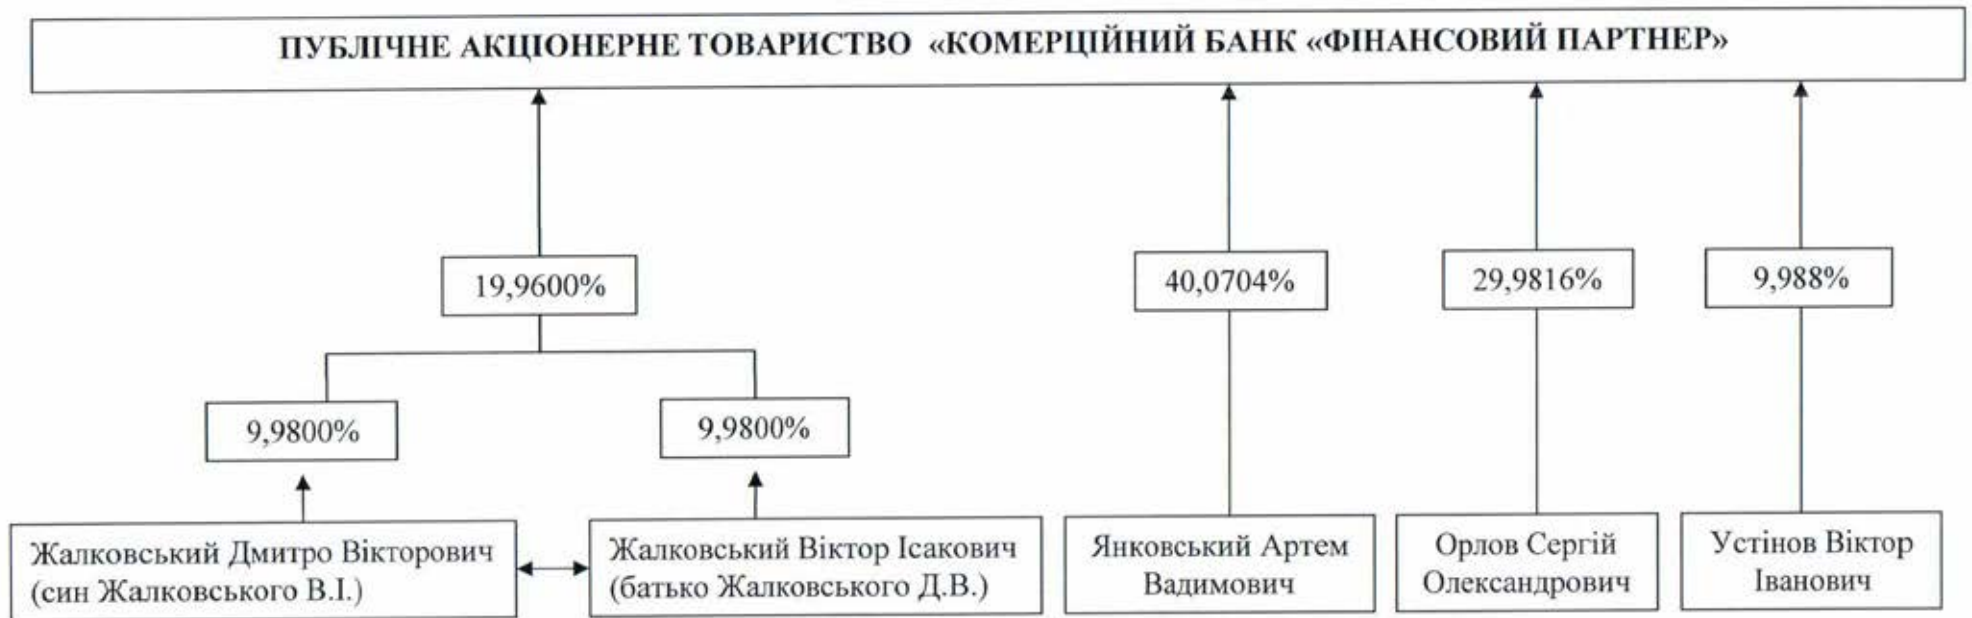 ПУБЛІЧНЕ АКЦІОНЕРНЕ ТОВАРИСТВО «КОМЕРЦІЙНИЙ БАНК «ФІНАНСОВИЙ ПАРТНЕР»
19,9600%
40,0704%
29,9816%
9,988%
9,9800%
9,9800%
Жалковський Дмитро Вікторович
(син Жалковського В.І.)
Жалковський Віктор Ісакович
(батько Жалковського Д.В.)
Янковський Артем
Вадимович
Орлов Сергій
Олександрович
Устінов Віктор
Іванович